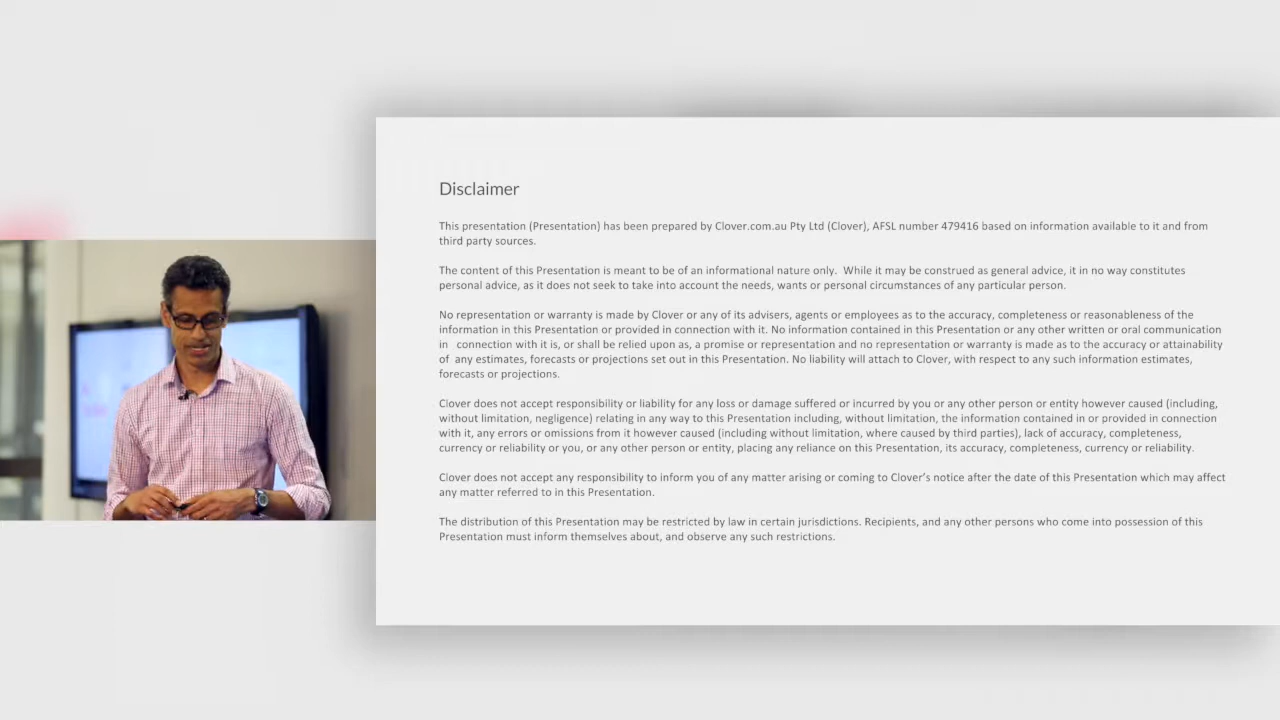 Disclaimer
This presentation (Presentation) has been prepared by Clover.com.au Pty Ltd (Clover), AFSL number 479416 based on information available to it and from
third party sources.
The content of this Presentation is meant to be of an informational nature only.  While it may be construed as general advice, it in no way constitutes
personal advice, as it does not seek to take into account the needs, wants or personal circumstances of any particular person.
No representation or warranty is made by Clover or any of its advisers, agents or employees as to the accuracy, completeness or reasonableness of the
information in this Presentation or provided in connection with it. No information contained in this Presentation or any other written or oral communication
in   connection with it is, or shall be relied upon as, a promise or representation and no representation or warranty is made as to the accuracy or attainability
of  any estimates, forecasts or projections set out in this Presentation. No liability will attach to Clover, with respect to any such information estimates,
forecasts or projections.
Clover does not accept responsibility or liability for any loss or damage suffered or incurred by you or any other person or entity however caused (including,
without limitation, negligence) relating in any way to this Presentation including, without limitation, the information contained in or provided in connection
with it, any errors or omissions from it however caused (including without limitation, where caused by third parties), lack of accuracy, completeness,
currency or reliability or you, or any other person or entity, placing any reliance on this Presentation, its accuracy, completeness, currency or reliability.
Clover does not accept any responsibility to inform you of any matter arising or coming to Clover’s notice after the date of this Presentation which may affect
any matter referred to in this Presentation.
The distribution of this Presentation may be restricted by law in certain jurisdictions. Recipients, and any other persons who come into possession of this
Presentation must inform themselves about, and observe any such restrictions.